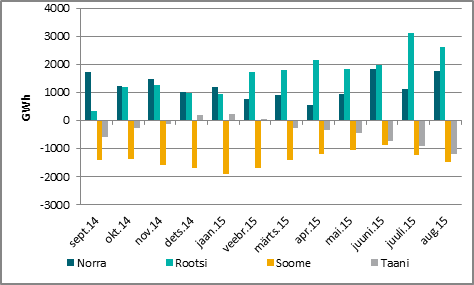 4000
3000
2000
1000
0
-1000
-2000
-3000
GWh
sept.14
okt.14
nov.14
dets.14
jaan.15
veebr.15
märts.15
apr.15
mai.15
juuni.15
juuli.15
aug.15
Norra Rootsi Soome Taani